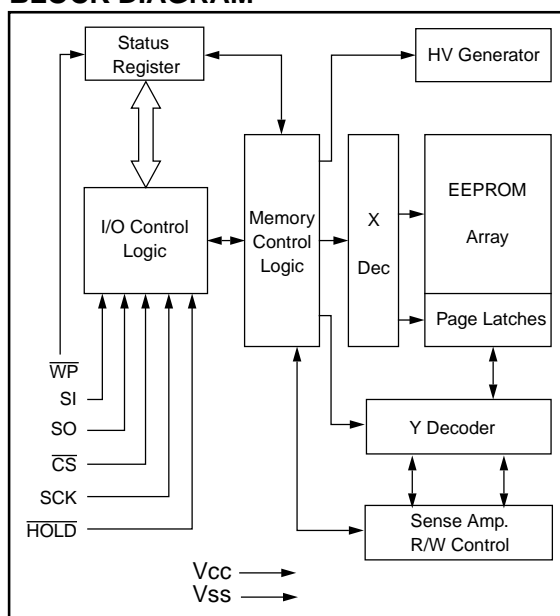 BLOCK DIAGRAM
Status
Register
HV Generator
I/O Control
Logic
Memory
Control
Logic
X
Dec
EEPROM
Array
Page Latches
WP
SI
SO
CS
SCK
HOLD
Y Decoder
Sense Amp.
R/W Control
Vcc
Vss